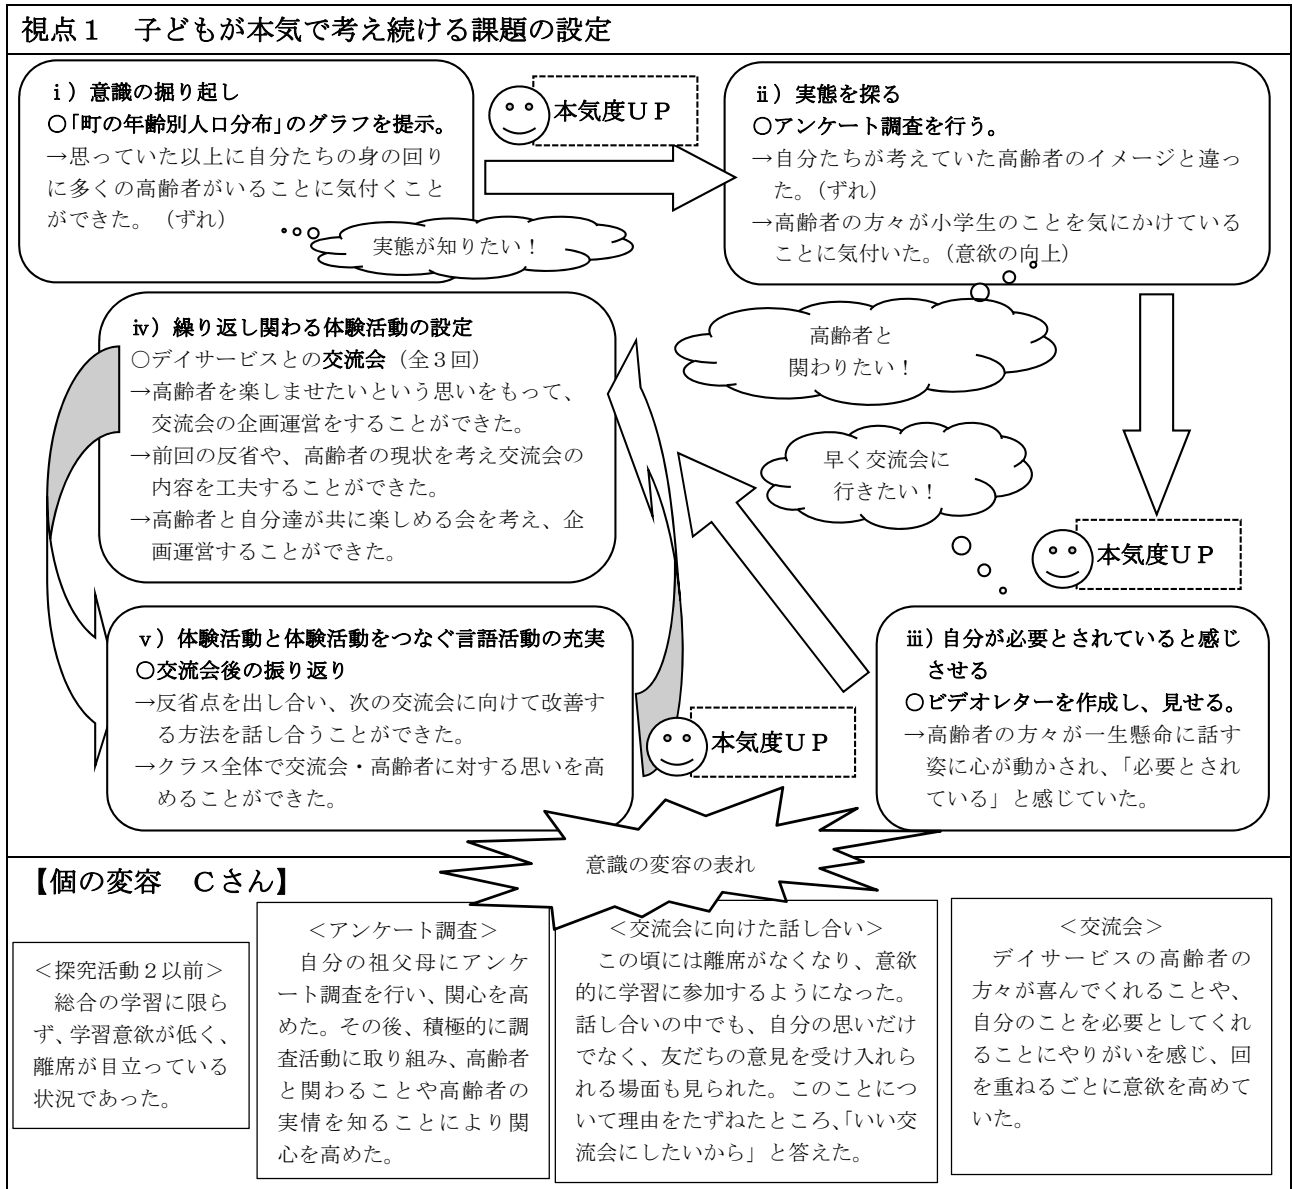 視点１　子どもが本気で考え続ける課題の設定
ⅰ）意識の掘り起し
○「町の年齢別人口分布」のグラフを提示。
→思っていた以上に自分たちの身の回り
に多くの高齢者がいることに気付くこと
ができた。（ずれ）
実態が知りたい！
本気度ＵＰ
ⅱ）実態を探る
○アンケート調査を行う。
→自分たちが考えていた高齢者のイメージと違っ
た。（ずれ）
→高齢者の方々が小学生のことを気にかけている
ことに気付いた。（意欲の向上）
高齢者と
関わりたい！
本気度ＵＰ
ⅲ）自分が必要とされていると感じ
させる
○ビデオレターを作成し、見せる。
→高齢者の方々が一生懸命に話す
姿に心が動かされ、「必要とされ
ている」と感じていた。
早く交流会に
行きたい！
本気度ＵＰ
ⅳ）繰り返し関わる体験活動の設定
○デイサービスとの交流会（全３回）
→高齢者を楽しませたいという思いをもって、
交流会の企画運営をすることができた。
→前回の反省や、高齢者の現状を考え交流会の
内容を工夫することができた。
→高齢者と自分達が共に楽しめる会を考え、企
画運営することができた。
ⅴ）体験活動と体験活動をつなぐ言語活動の充実
○交流会後の振り返り
→反省点を出し合い、次の交流会に向けて改善す
る方法を話し合うことができた。
→クラス全体で交流会・高齢者に対する思いを高
めることができた。
意識の変容の表れ
【個の変容　Ｃさん】
＜探究活動２以前＞
総合の学習に限ら
ず、学習意欲が低く、
離席が目立っている
状況であった。
＜アンケート調査＞
自分の祖父母にアンケ
ート調査を行い、関心を高
めた。その後、積極的に調
査活動に取り組み、高齢者
と関わることや高齢者の
実情を知ることにより関
心を高めた。
＜交流会に向けた話し合い＞
この頃には離席がなくなり、意欲
的に学習に参加するようになった。
話し合いの中でも、自分の思いだけ
でなく、友だちの意見を受け入れら
れる場面も見られた。このことにつ
いて理由をたずねたところ、「いい交
流会にしたいから」と答えた。
＜交流会＞
デイサービスの高齢者の
方々が喜んでくれることや、
自分のことを必要としてくれ
ることにやりがいを感じ、回
を重ねるごとに意欲を高めて
いた。